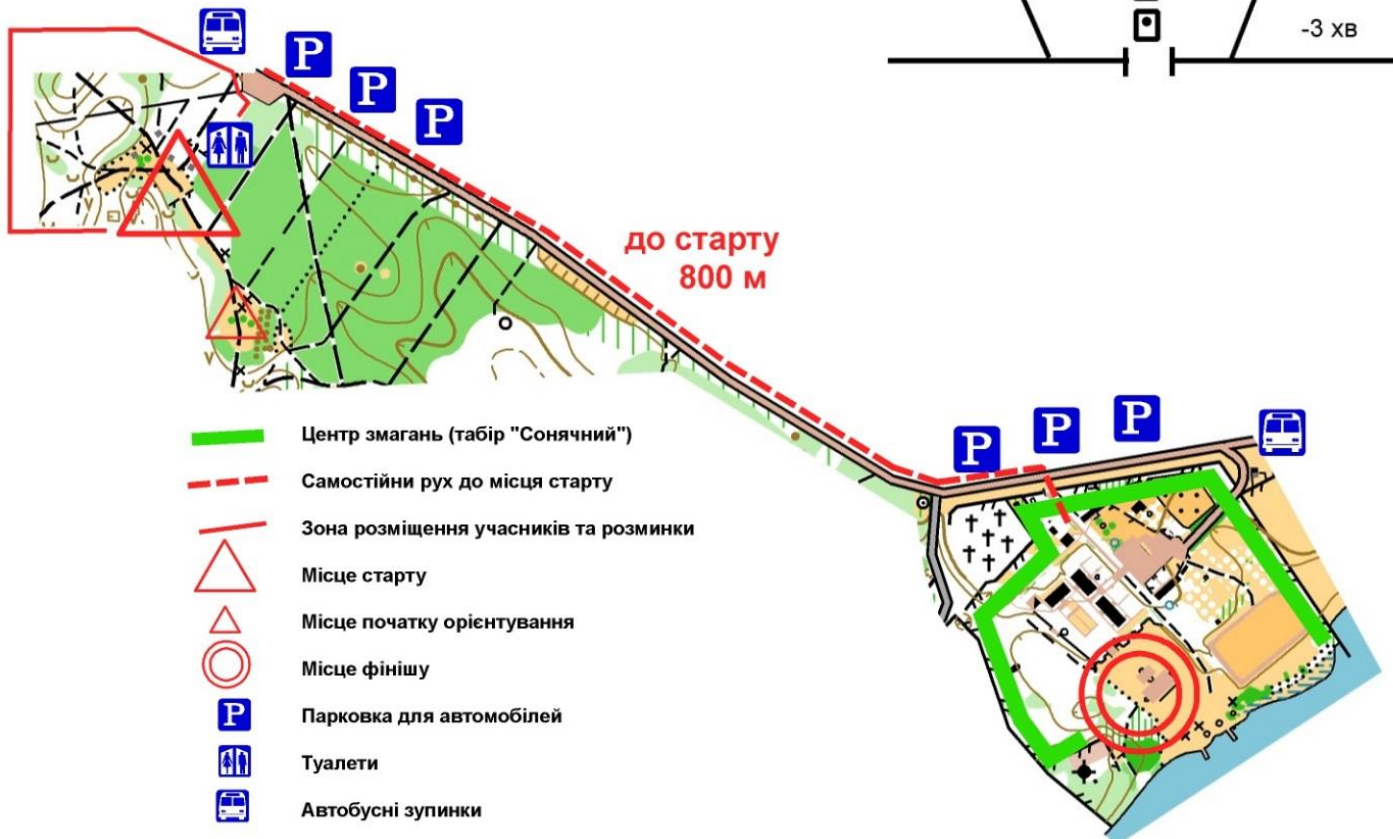 -3 хв
P
P
P
до старту
800 м
P
P
P
Центр змагань (табір "Сонячний")
Самостійни рух до місця старту
Зона розміщення учасників та розминки
Місце старту
Місце початку орієнтування
Місце фінішу
P
Парковка для автомобілей
Туалети
Автобусні зупинки